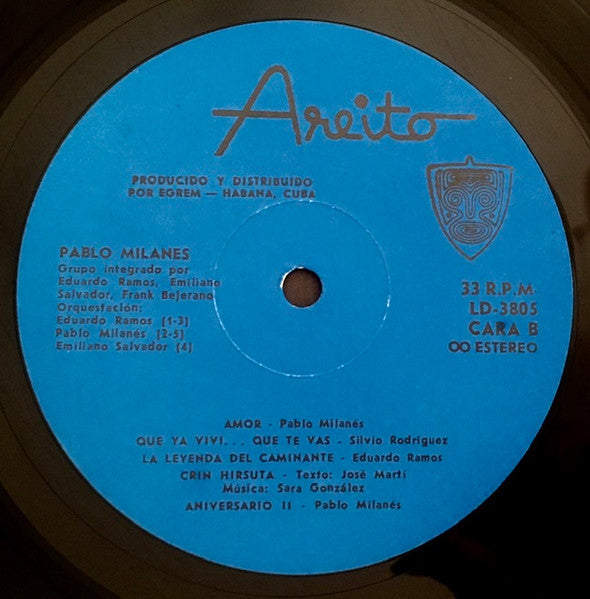 Areito
PRODUCIDO Y DISTRIBUIDO
POR EGREM — HABANA, CUBA
PABLO MILANES
Grupo integrado por
Eduardo Ramos, Emiliano
Salvador, Frank Bejerano
Orquestación:
Eduardo Ramos (1-3)
Pablo Milanés (2-5)
Emiliano Salvador (4)
33 R.P.M
LD-3805
CARA B
OO ESTEREO
AMOR - Pablo Milanés
QUE YA VIVI... QUE TE VAS - Silvio Rodríguez
LA LEYENDA DEL CAMINANTE - Eduardo Ramos
CRIN HIRSUTA - Texto: José Martí
Música: Sara González
ANIVERSARIO II - Pablo Milanés